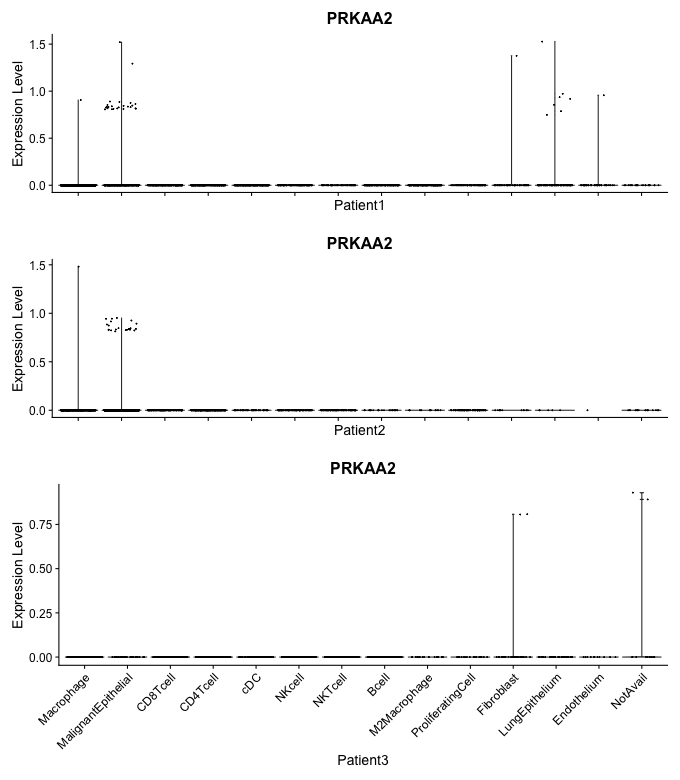 PRKAA2
Expression Level
1.5
1.0
0.5
0.0
Patient1
PRKAA2
Expression Level
1.5
1.0
0.5
0.0
Patient2
PRKAA2
Expression Level
0.75
0.50
0.25
0.00
Macrophage
MalignantEpithelial
CD8Tcell
CD4Tcell
cDC
NKcell
NKTcell
Bcell
M2Macrophage
ProliferatingCell
Fibroblast
LungEpithelium
Endothelium
NotAvail
Patient3